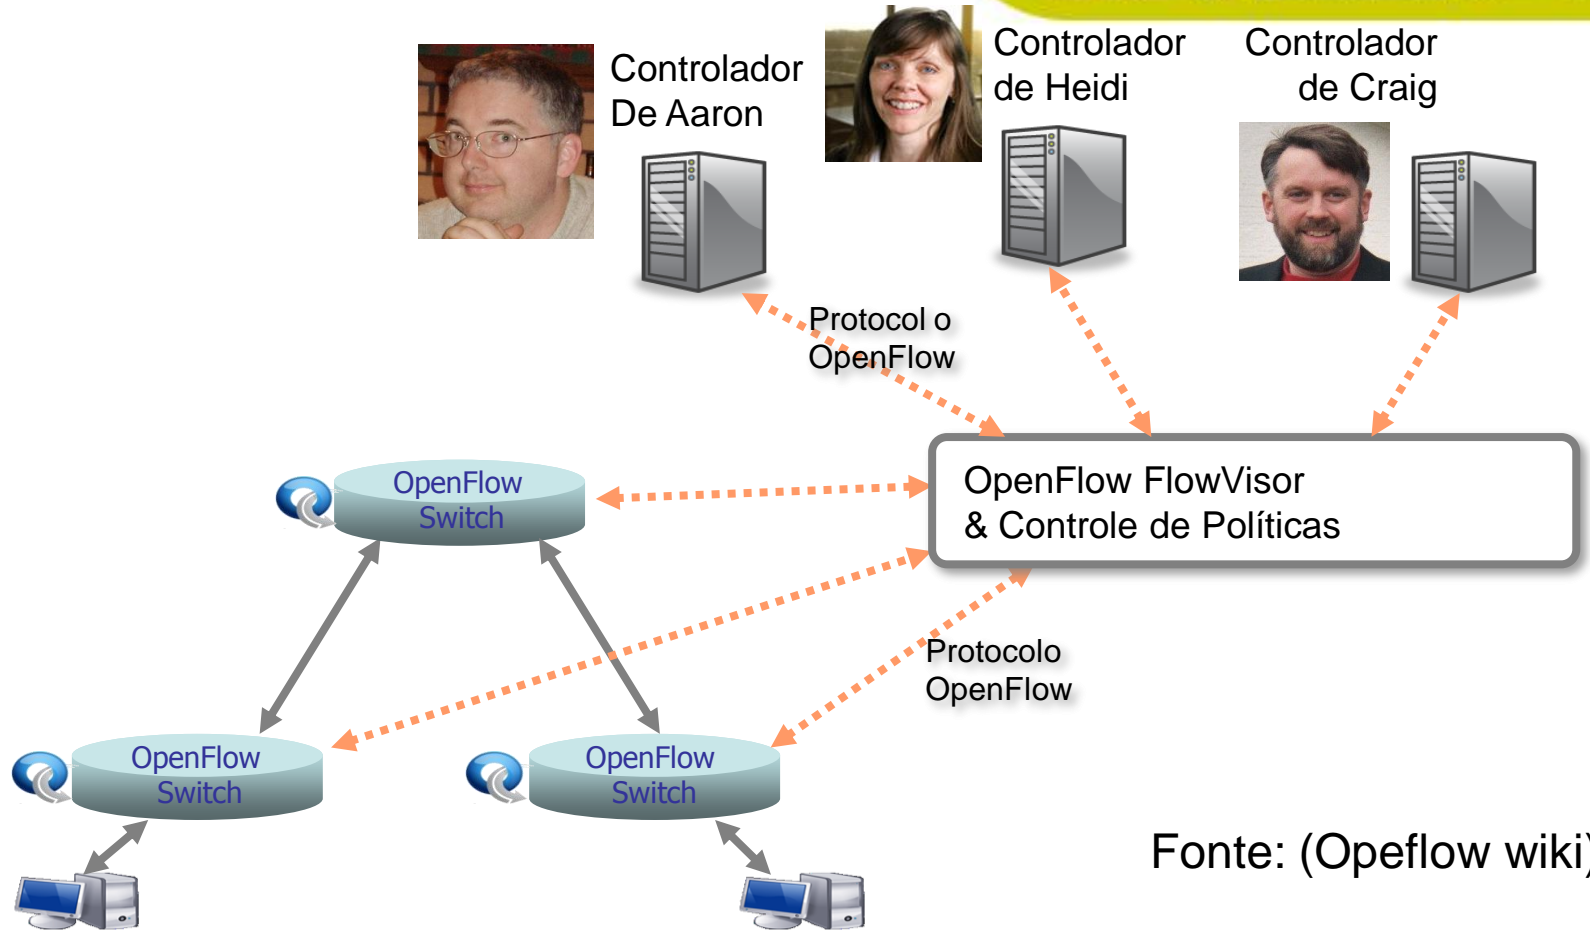 Controlador
De Aaron
Controlador
de Heidi
Controlador
de Craig
Protocol o
OpenFlow
OpenFlow FlowVisor
& Controle de Políticas
OpenFlow
Switch
Protocolo
OpenFlow
OpenFlow
Switch
OpenFlow
Switch
Fonte: (Opeflow wiki)